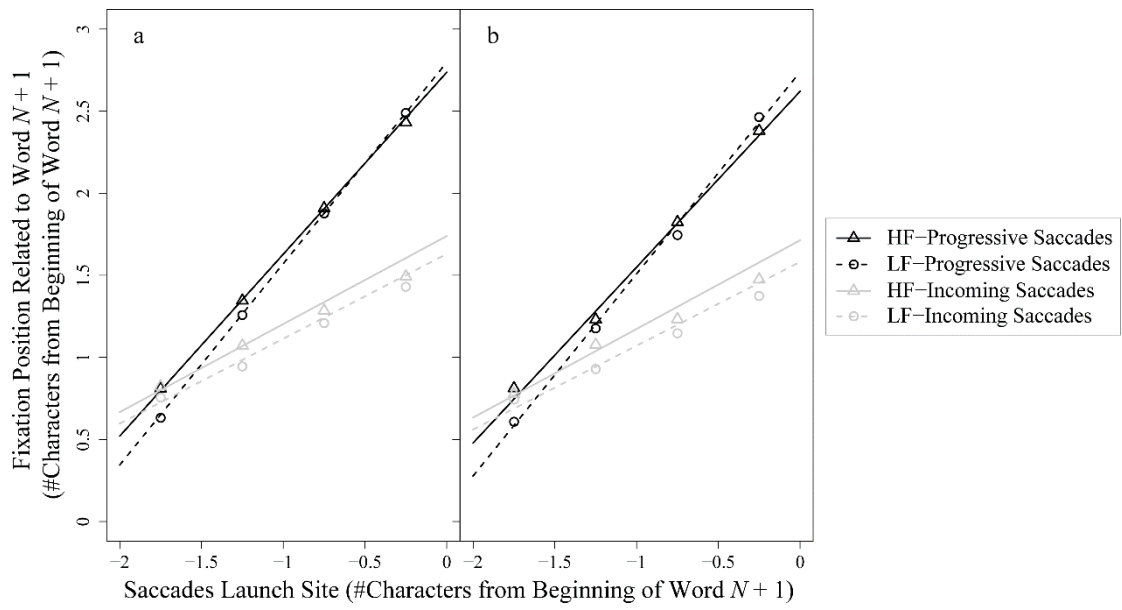 Fixation Position Related to Word N + 1
(#Characters from Beginning of Word N + 1)
3
2.5
2
1.5
1
0.5
0
a
b
−2 −1.5 −1 −0.5 0
−2 −1.5 −1 −0.5 0
Saccades Launch Site (#Characters from Beginning of Word N + 1)
HF−Progressive Saccades
LF−Progressive Saccades
HF−Incoming Saccades
LF−Incoming Saccades